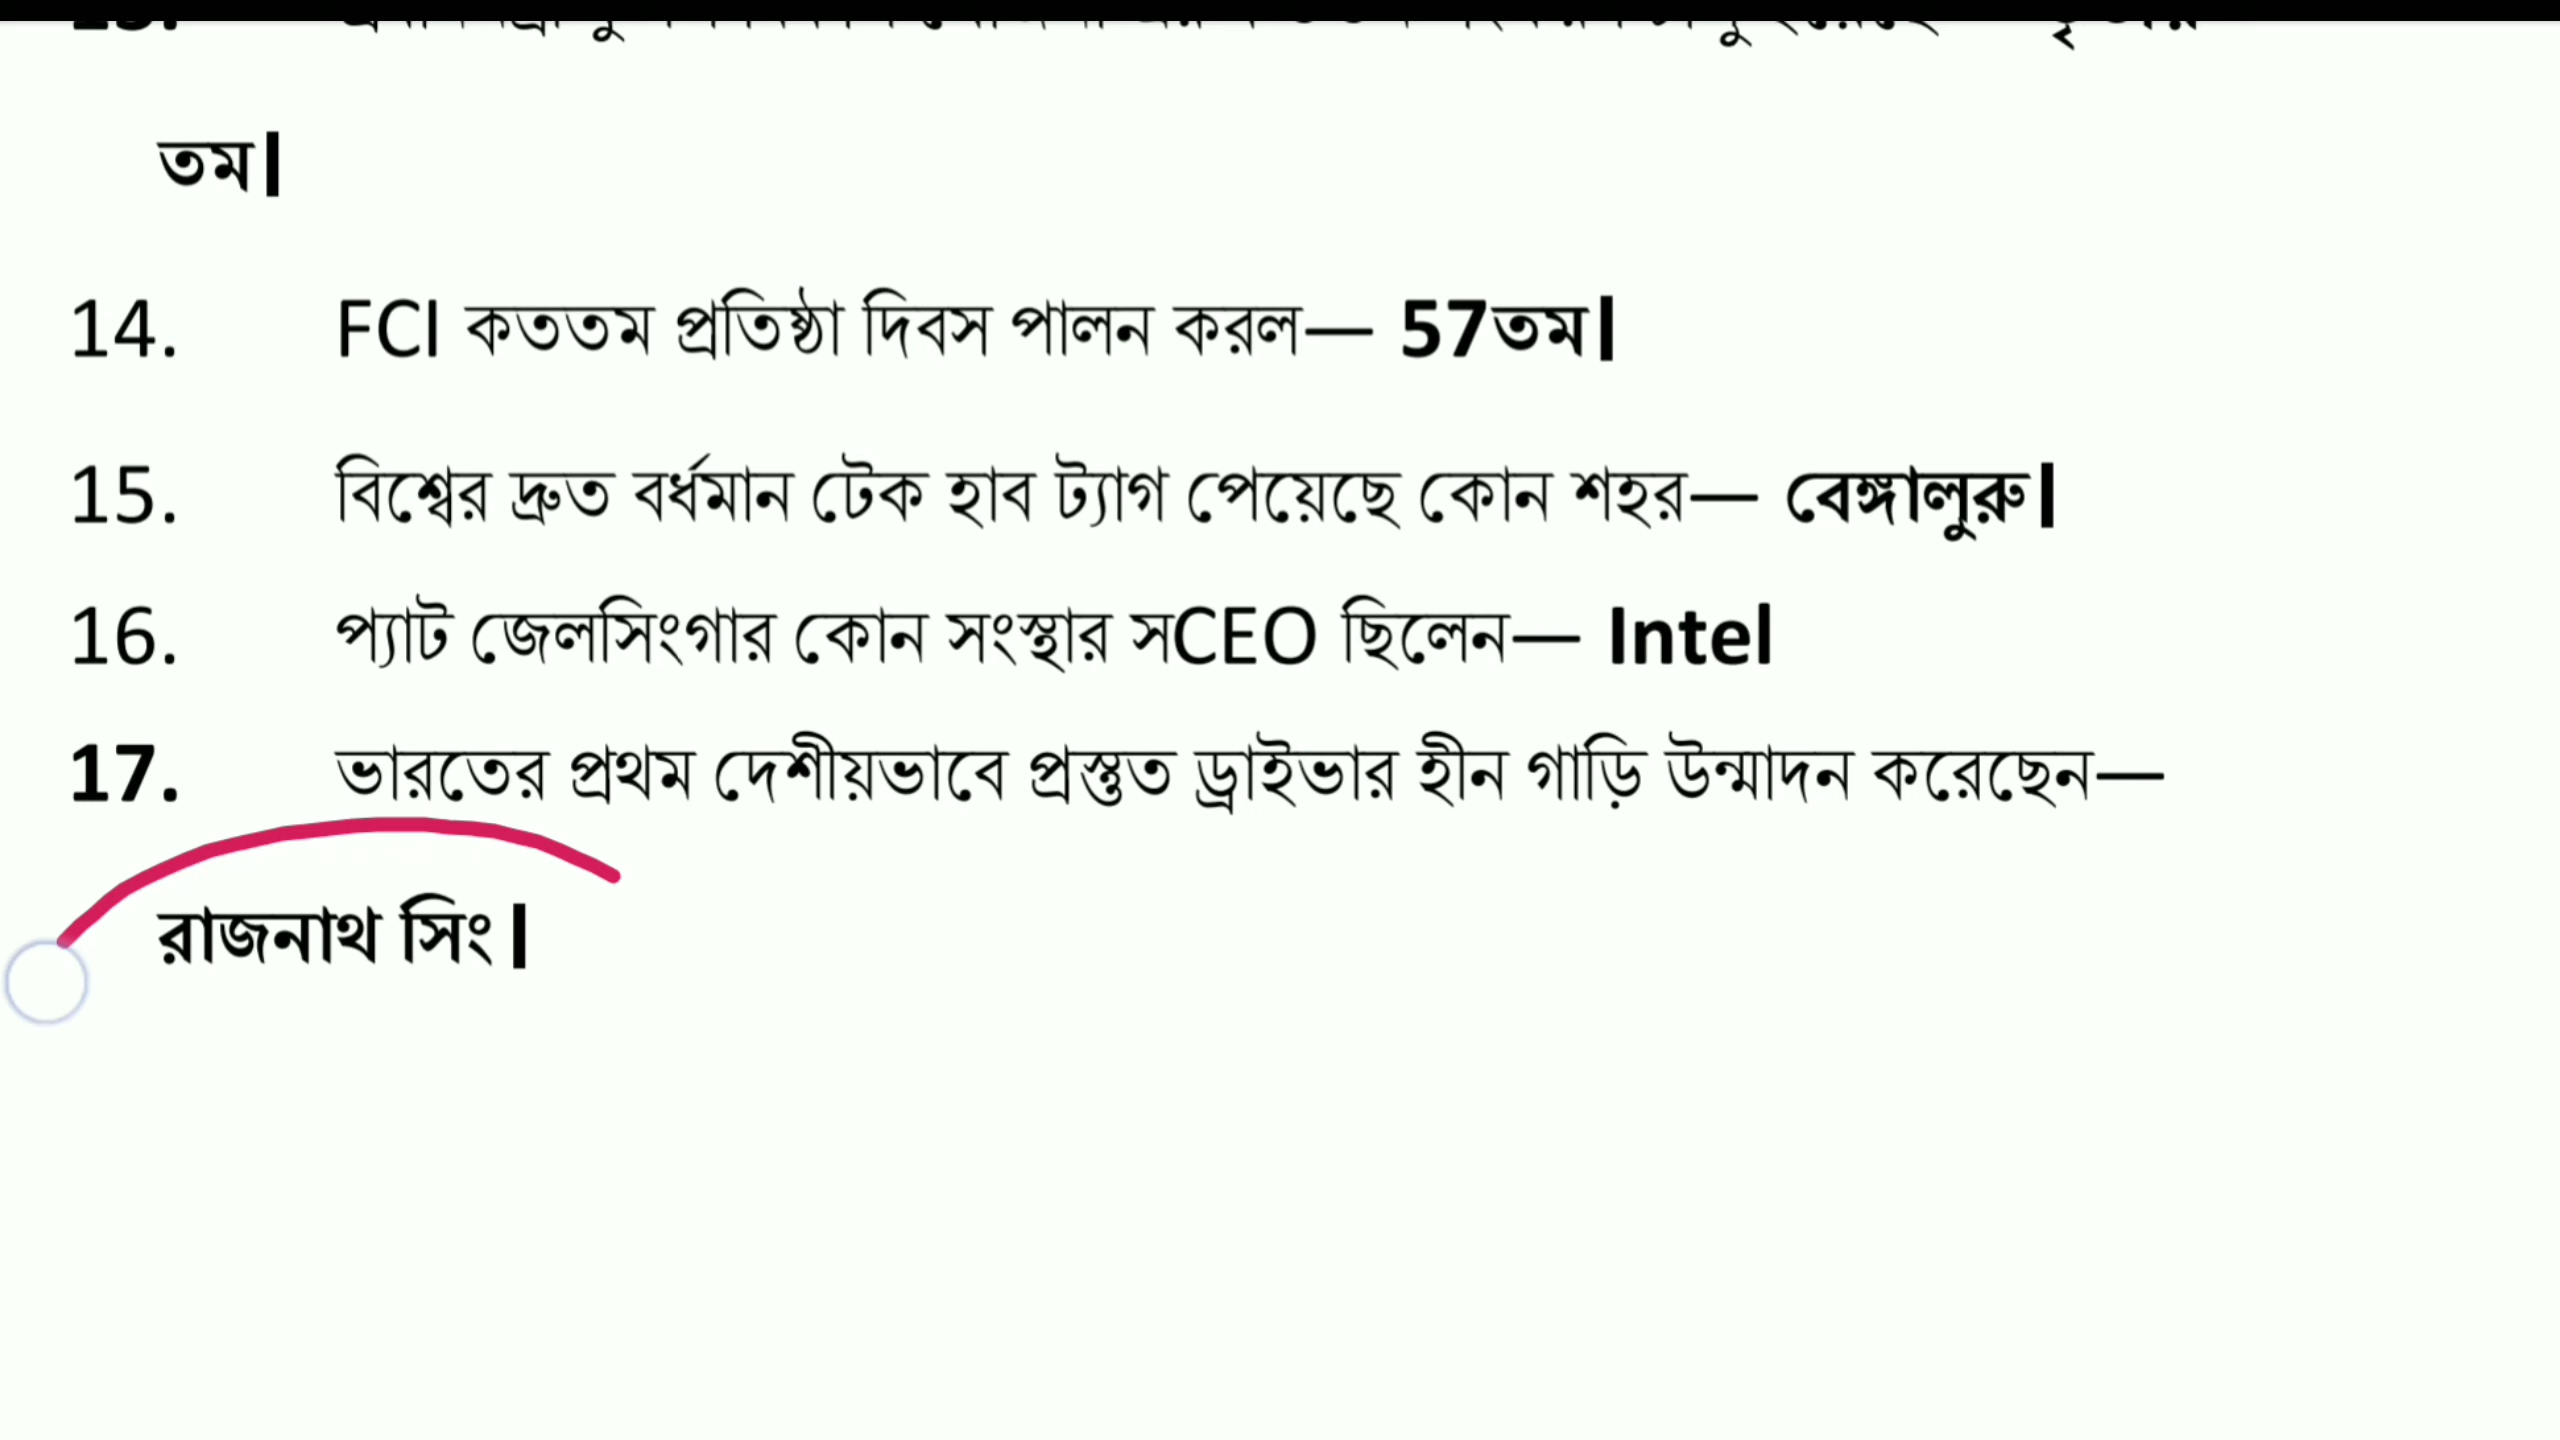 তম।
14. FCI কততম প্রতিষ্ঠা দিবস পালন করল— 57তম।
15. বিশ্বের দ্রুত বর্ধমান টেক হাব ট্যাগ পেয়েছে কোন শহর— বেঙ্গালুরু।
16. প্যাট জেলসিংগার কোন সংস্থার সCEO ছিলেন— Intel
17. ভারতের প্রথম দেশীয়ভাবে প্রস্তুত ড্রাইভার হীন গাড়ি উন্মাদন করেছেন—
রাজনাথ সিং।